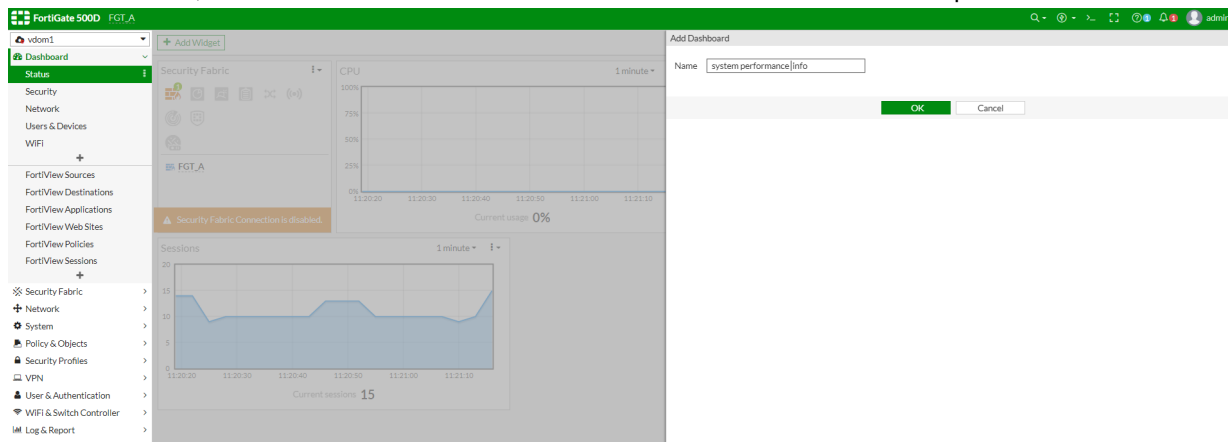 FortiGate 500D FGT_A
admin
vdom1
Dashboard
Status
Security
Network
Users & Devices
WiFi
+
FortiView Sources
FortiView Destinations
FortiView Applications
FortiView Web Sites
FortiView Policies
FortiView Sessions
+
Security Fabric
Network
System
Policy & Objects
Security Profiles
VPN
User & Authentication
WiFi & Switch Controller
Log & Report
+ Add Widget
Security Fabric
FGT_A
Security Fabric Connection is disabled.
CPU 1 minute
100%
75%
50%
25%
0%
11:20:20 11:20:30 11:20:40 11:20:50 11:21:00 11:21:10
Current usage 0%
Sessions 1 minute
20
15
10
5
0
11:20:20 11:20:30 11:20:40 11:20:50 11:21:00 11:21:10
Current sessions 15
Add Dashboard
Name system performance info
OK Cancel